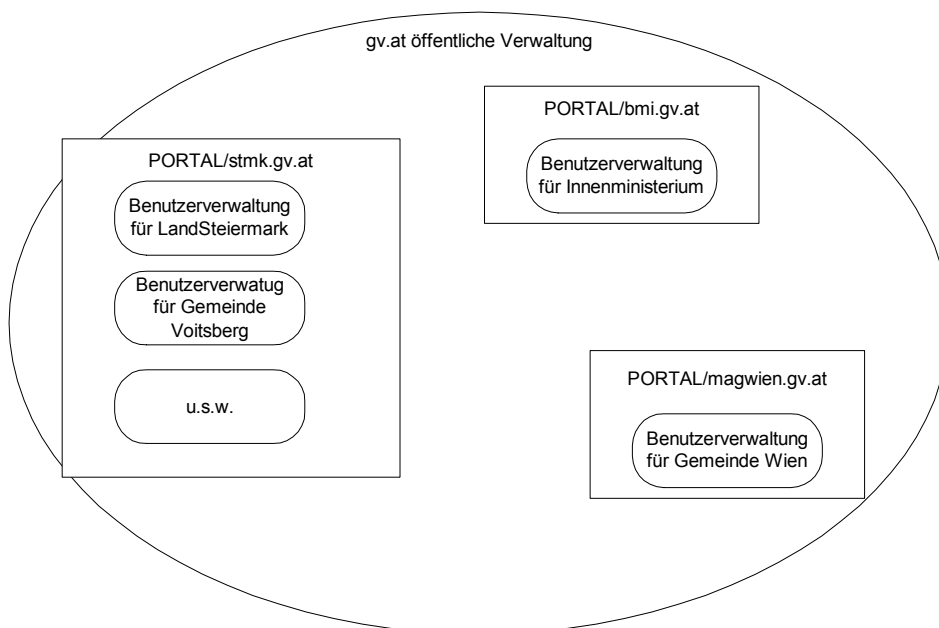 gv.at öffentliche Verwaltung
PORTAL/stmk.gv.at
Benutzerverwaltung
für LandSteiermark
Benutzerverwatug
für Gemeinde
Voitsberg
u.s.w.
PORTAL/bmi.gv.at
Benutzerverwaltung
für Innenministerium
PORTAL/magwien.gv.at
Benutzerverwaltung
für Gemeinde Wien